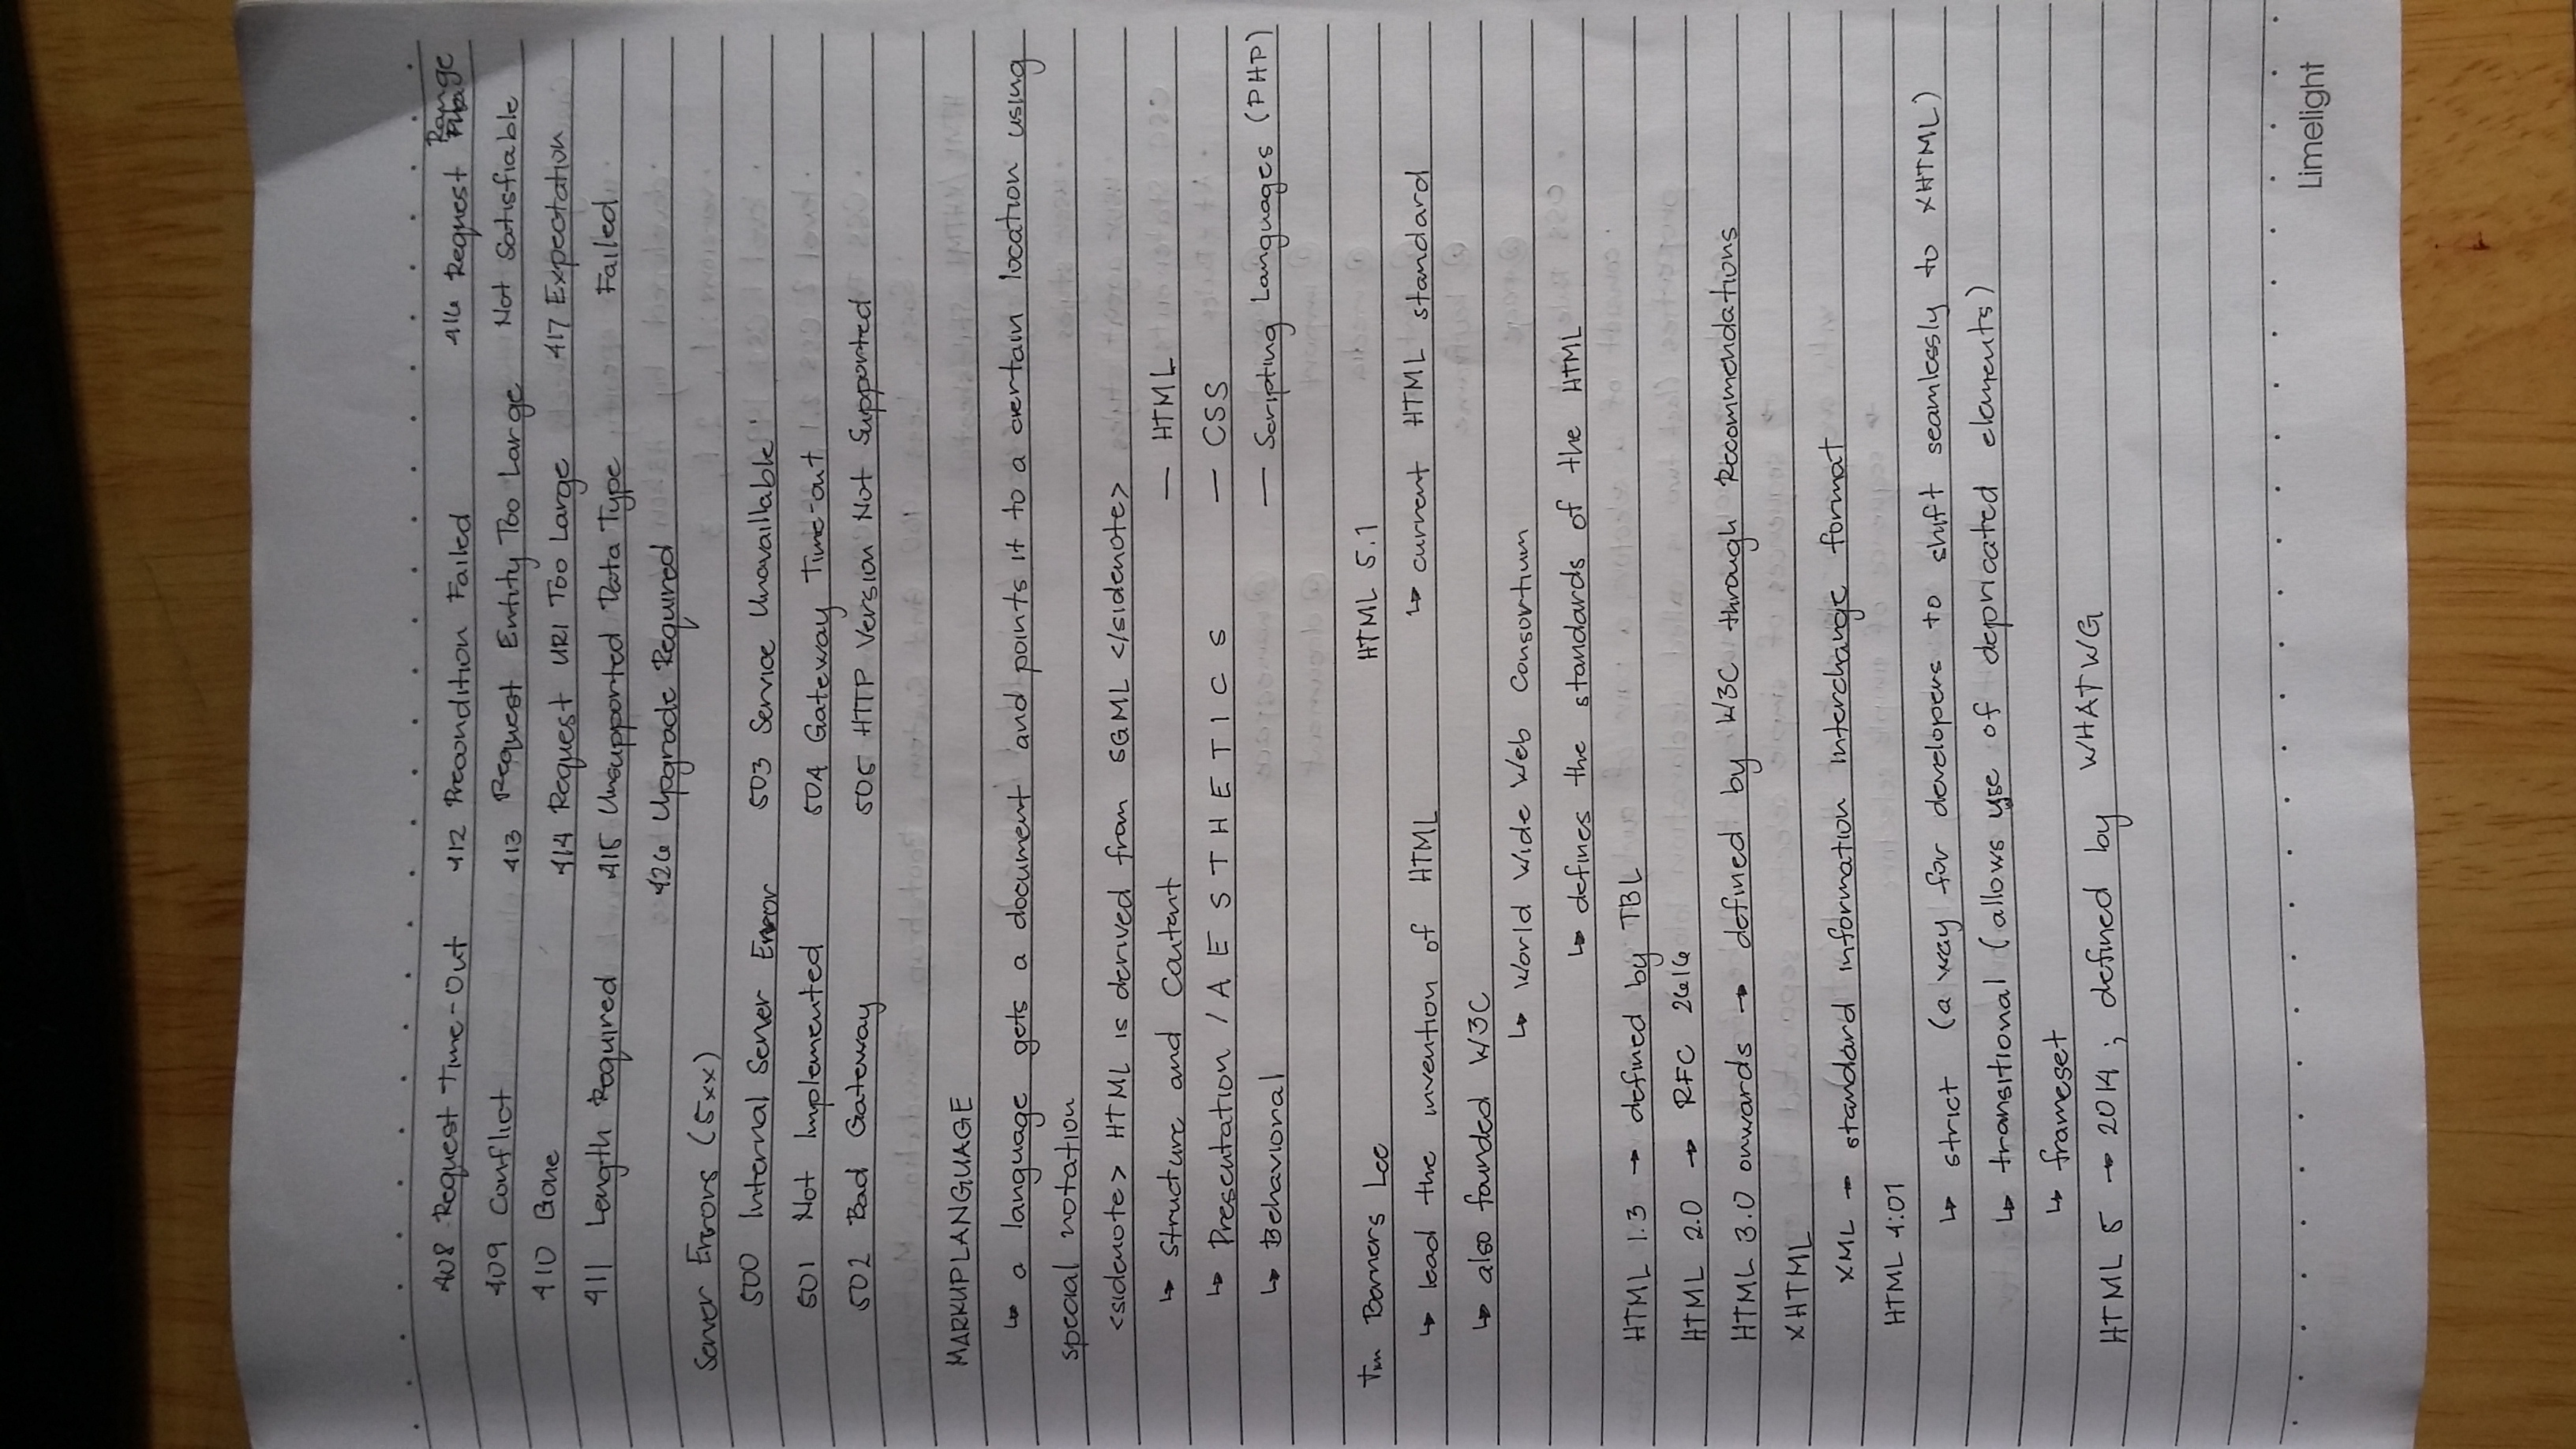 408 Request Time-Out 412 Precondition Failed 416 Request Range
409 Conflict 413 Request Entity Too Large Not Satisfiable
410 Gone 414 Request URI Too Large 417 Expectation
411 Length Required 415 Unsupported Data Type Failed
426 Upgrade Required
Server Errors (5xx)
500 Internal Server Error 503 Service Unavaillable
501 Not Implemented 504 Gateway Time-out
502 Bad Gateway 505 HTTP Version Not Supported
MARKUP LANGUAGE
↳ a language gets a document and points it to a certain location using
special notation
<sidenote> HTML is derived from SGML </sidenote>
↳ Structure and Content — HTML
↳ Presentation / A E S T H E T I C S — CSS
↳ Behavioral — Scripting Languages (PHP)
Tim Berners Lee HTML 5.1
↳ lead the invention of HTML ↳ current HTML standard
↳ also founded W3C
↳ World Wide Web Consortium
↳ defines the standards of the HTML
HTML 1.3 → defined by TBL
HTML 2.0 → RFC 2616
HTML 3.0 onwards → defined by W3C through Recommendations
XHTML
XML → standard information interchange format
HTML 4:01
↳ strict (a way for developers to shift seamlessly to XHTML)
↳ transitional (allows use of depricated elements)
↳ frameset
HTML 5 → 2014 ; defined by WHATWG
Limelight